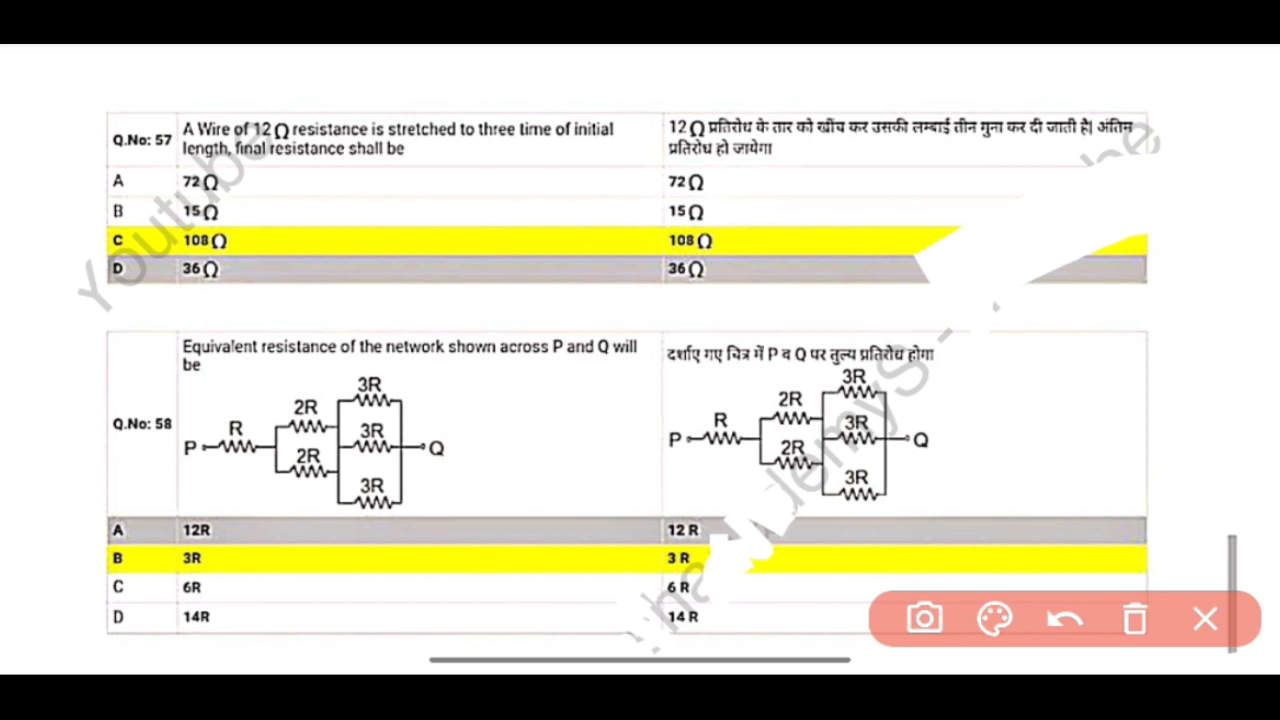 Q.No: 57
A Wire of 12 Ω resistance is stretched to three time of initial
length, final resistance shall be
12 Ω प्रतिरोध के तार को खींच कर उसकी लम्बाई तीन गुना कर दी जाती है| अंतिम
प्रतिरोध हो जायेगा
A 72 Ω 72 Ω
B 15 Ω 15 Ω
C 108 Ω 108 Ω
D 36 Ω 36 Ω
Q.No: 58
Equivalent resistance of the network shown across P and Q will
be
P R 2R 2R 3R 3R 3R Q
दर्शाए गए चित्र में P व Q पर तुल्य प्रतिरोध होगा
P R 2R 2R 3R 3R 3R Q
A 12R 12 R
B 3R 3 R
C 6R 6 R
D 14R 14 R
Youtube